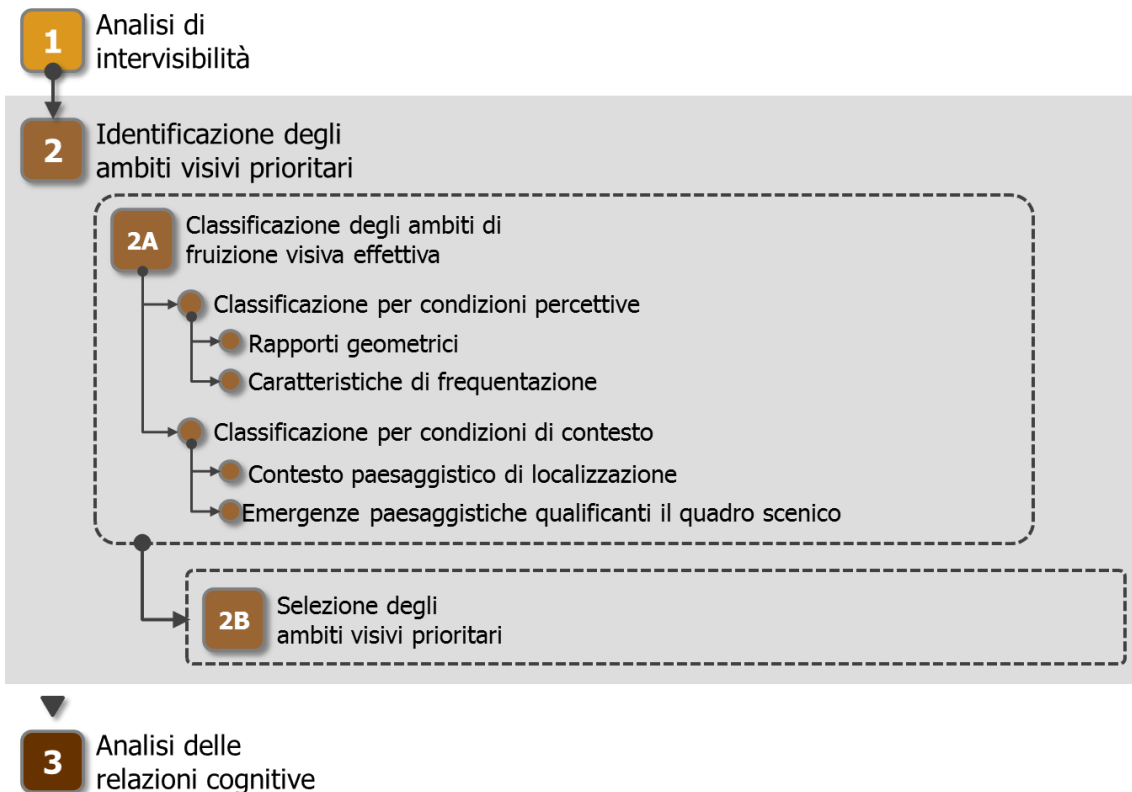 1
Analisi di
intervisibilità
2
Identificazione degli
ambiti visivi prioritari
2A
Classificazione degli ambiti di
fruizione visiva effettiva
Classificazione per condizioni percettive
Rapporti geometrici
Caratteristiche di frequentazione
Classificazione per condizioni di contesto
Contesto paesaggistico di localizzazione
Emergenze paesaggistiche qualificanti il quadro scenico
2B
Selezione degli
ambiti visivi prioritari
3
Analisi delle
relazioni cognitive